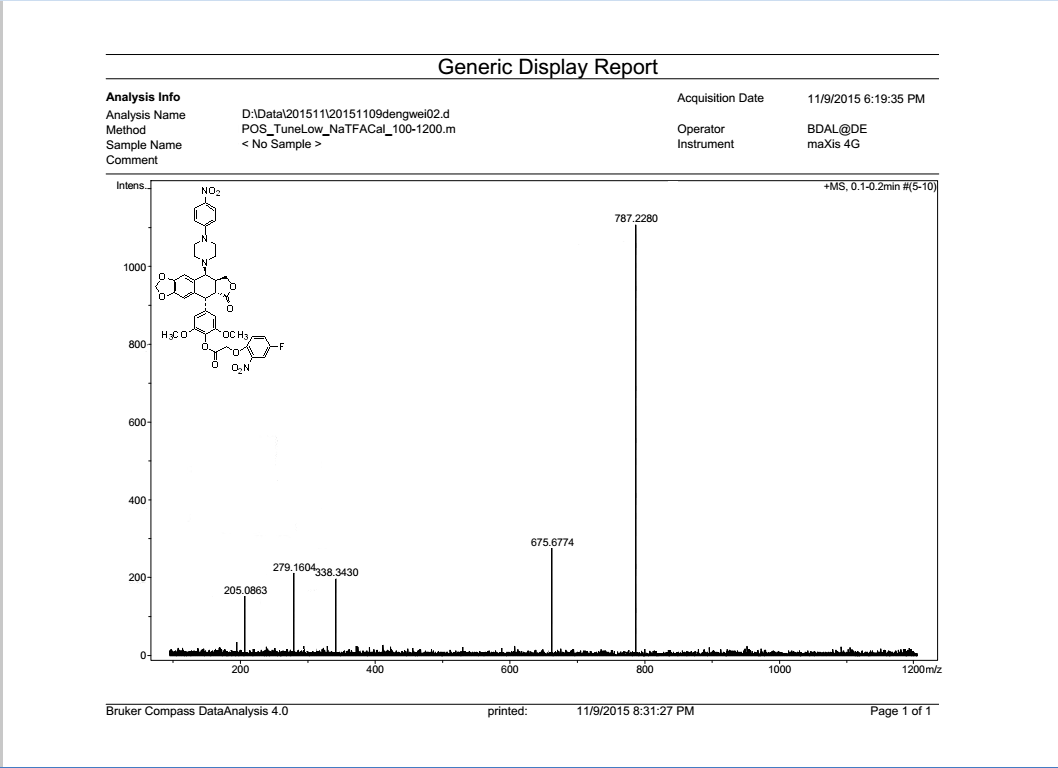 Generic Display Report
Analysis Info
Acquisition Date 11/9/2015 6:19:35 PM
Analysis Name D:\Data\201511\20151109dengwei02.d
Method POS_TuneLow_NaTFACal_100-1200.m
Operator BDAL@DE
Sample Name < No Sample >
Instrument maXis 4G
Comment
Intens.
+MS, 0.1-0.2min #(5-10)
NO2
N
N
O
O
O
O
H3CO
OCH3
O
O
O
F
O2N
787.2280
675.6774
279.1604
338.3430
205.0863
1000
800
600
400
200
0
200 400 600 800 1000 1200 m/z
Bruker Compass DataAnalysis 4.0 printed: 11/9/2015 8:31:27 PM Page 1 of 1